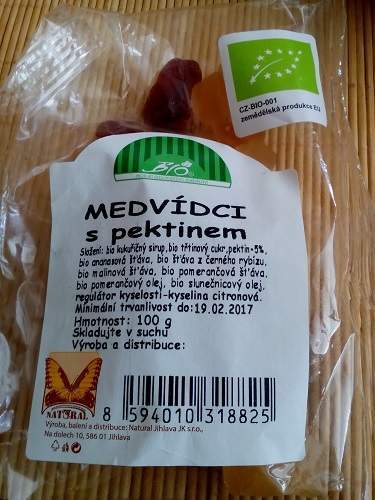 CZ-BIO-001
zemědělská produkce EU
BIO
MEDVÍDCI
s pektinem
Složení: bio kukuřičný sirup, bio třtinový cukr, pektin<5%,
bio ananasová šťáva, bio šťáva z černého rybízu,
bio malinová šťáva, bio pomerančová šťáva,
bio pomerančový olej, bio slunečnicový olej,
regulátor kyselosti-kyselina citronová.
Minimální trvanlivost do:19.02.2017
Hmotnost: 100 g
Skladujte v suchu
Výroba a distribuce:
NATURAL
8 594010 318825
Výroba, balení a distribuce: Natural Jihlava JK s.r.o.,
Na dolech 10, 586 01 Jihlava